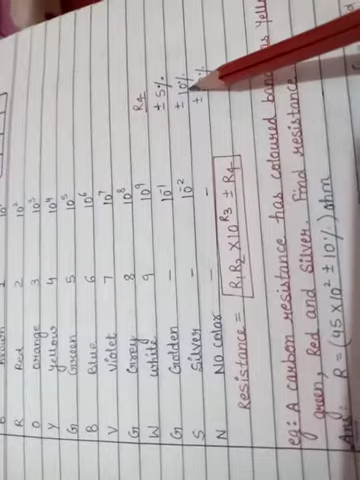 B Brown 1 10¹
R Red 2 10²
O Orange 3 10³
Y Yellow 4 10⁴
G Green 5 10⁵
B Blue 6 10⁶
V Violet 7 10⁷
G Grey 8 10⁸ R4
W White 9 10⁹ ± 5%
G Golden – 10⁻¹ ± 10%
S Silver – 10⁻² ± %
N No color – –
Resistance = R₁R₂ × 10^R₃ ± R₄
eg: A carbon resistance has coloured bands Yellow
green, Red and Silver. Find resistance
Ans: R = (45 × 10² ± 10%) ohm